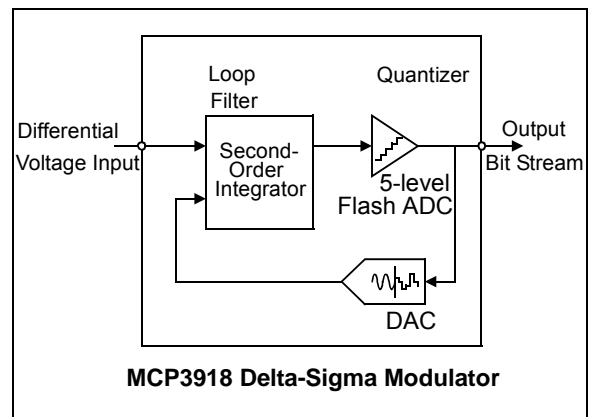 Loop
Filter
Quantizer
Differential
Voltage Input
Second-
Order
Integrator
5-level
Flash ADC
Output
Bit Stream
DAC
MCP3918 Delta-Sigma Modulator